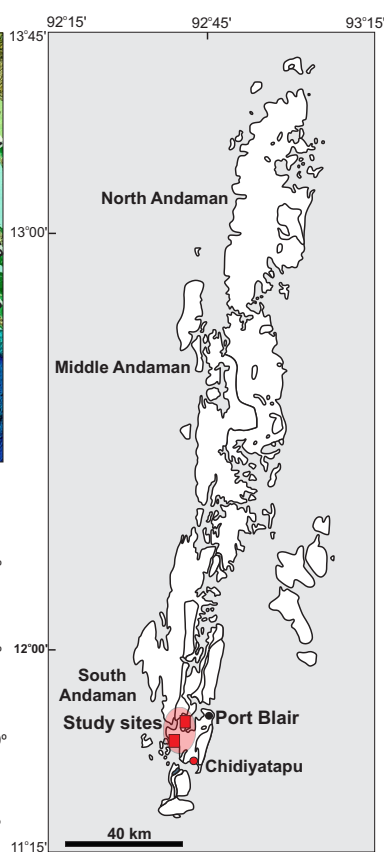 92°15'
92°45'
93°15'
13°45'
North Andaman
13°00'
Middle Andaman
12°00'
South
Andaman
Study sites
Port Blair
Chidiyatapu
40 km
11°15'